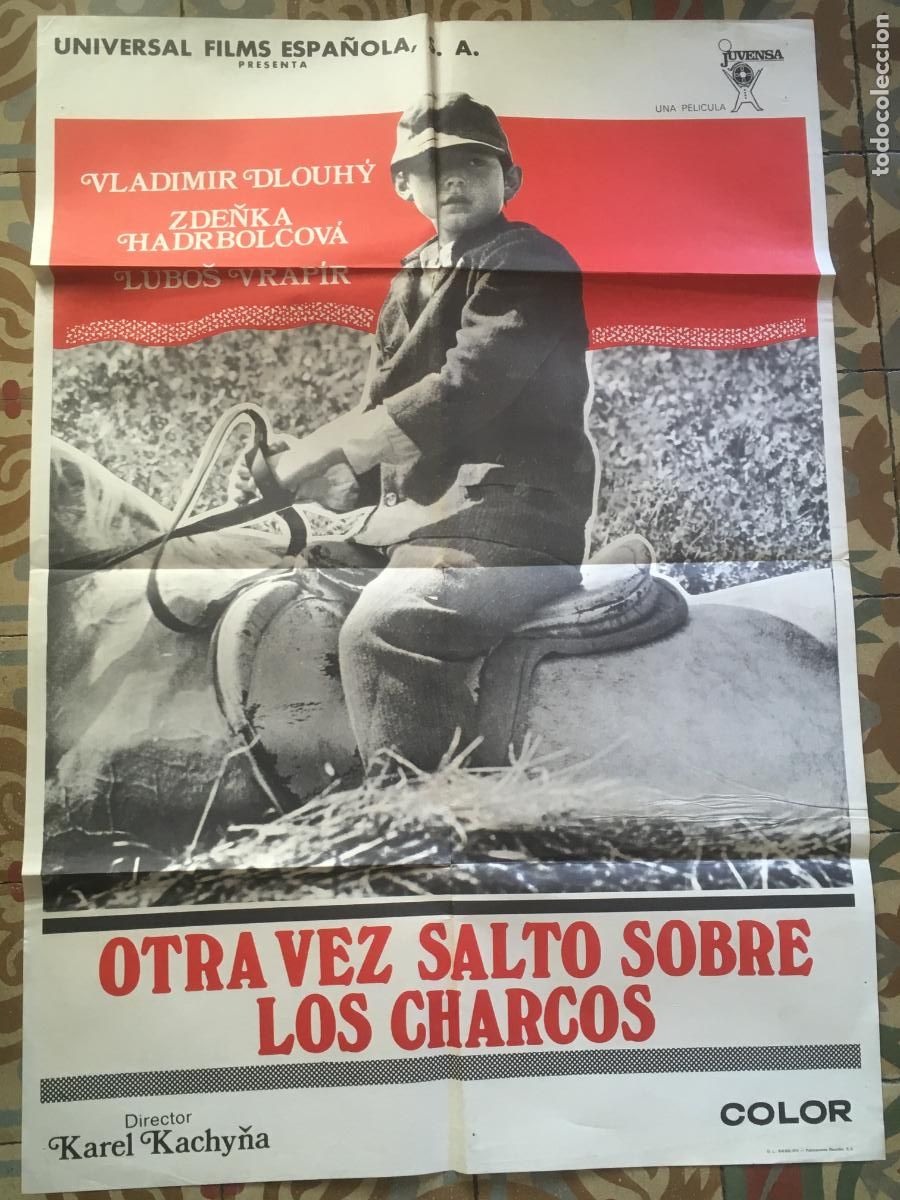 UNIVERSAL FILMS ESPAÑOLA, S. A.
PRESENTA
JUVENSA
UNA PELICULA
VLADIMIR DLOUHÝ
ZDEŇKA
HADRBOLCOVÁ
LUBOŠ VRAPÍR
OTRA VEZ SALTO SOBRE
LOS CHARCOS
Director
Karel Kachyňa
COLOR
todocoleccion